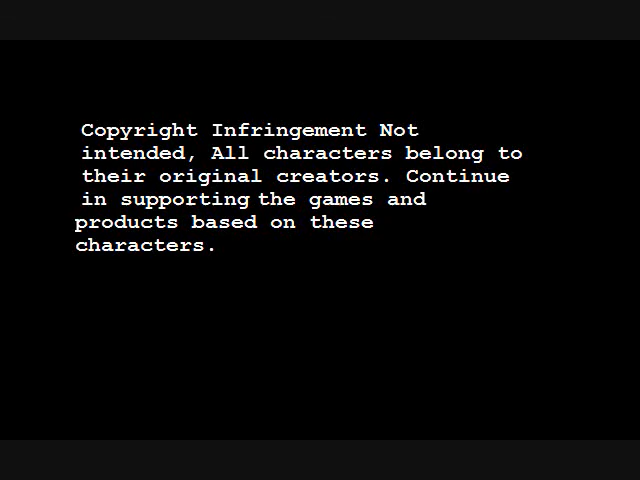 Copyright Infringement Not
intended, All characters belong to
their original creators. Continue
in supporting the games and
products based on these
characters.